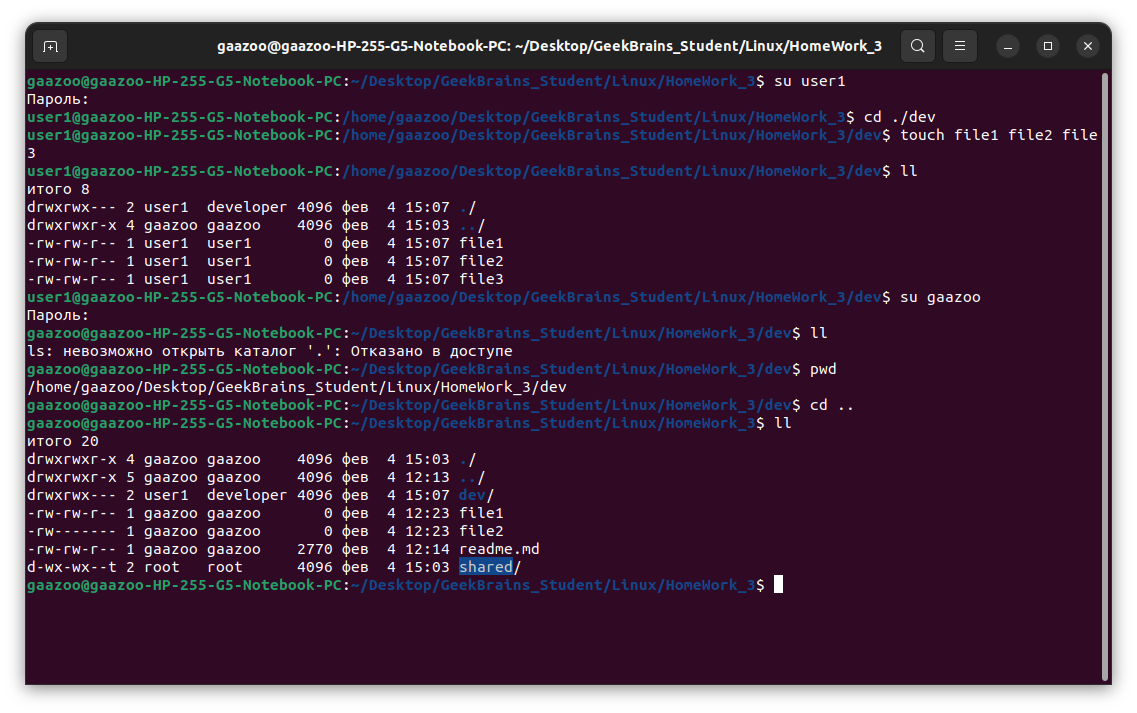 gaazoo@gaazoo-HP-255-G5-Notebook-PC: ~/Desktop/GeekBrains_Student/Linux/HomeWork_3
gaazoo@gaazoo-HP-255-G5-Notebook-PC:~/Desktop/GeekBrains_Student/Linux/HomeWork_3$ su user1
Пароль:
user1@gaazoo-HP-255-G5-Notebook-PC:/home/gaazoo/Desktop/GeekBrains_Student/Linux/HomeWork_3$ cd ./dev
user1@gaazoo-HP-255-G5-Notebook-PC:/home/gaazoo/Desktop/GeekBrains_Student/Linux/HomeWork_3/dev$ touch file1 file2 file
3
user1@gaazoo-HP-255-G5-Notebook-PC:/home/gaazoo/Desktop/GeekBrains_Student/Linux/HomeWork_3/dev$ ll
итого 8
drwxrwx--- 2 user1  developer 4096 фев  4 15:07 ./
drwxrwxr-x 4 gaazoo gaazoo    4096 фев  4 15:03 ../
-rw-rw-r-- 1 user1  user1        0 фев  4 15:07 file1
-rw-rw-r-- 1 user1  user1        0 фев  4 15:07 file2
-rw-rw-r-- 1 user1  user1        0 фев  4 15:07 file3
user1@gaazoo-HP-255-G5-Notebook-PC:/home/gaazoo/Desktop/GeekBrains_Student/Linux/HomeWork_3/dev$ su gaazoo
Пароль:
gaazoo@gaazoo-HP-255-G5-Notebook-PC:~/Desktop/GeekBrains_Student/Linux/HomeWork_3/dev$ ll
ls: невозможно открыть каталог '.': Отказано в доступе
gaazoo@gaazoo-HP-255-G5-Notebook-PC:~/Desktop/GeekBrains_Student/Linux/HomeWork_3/dev$ pwd
/home/gaazoo/Desktop/GeekBrains_Student/Linux/HomeWork_3/dev
gaazoo@gaazoo-HP-255-G5-Notebook-PC:~/Desktop/GeekBrains_Student/Linux/HomeWork_3/dev$ cd ..
gaazoo@gaazoo-HP-255-G5-Notebook-PC:~/Desktop/GeekBrains_Student/Linux/HomeWork_3$ ll
итого 20
drwxrwxr-x 4 gaazoo gaazoo    4096 фев  4 15:03 ./
drwxrwxr-x 5 gaazoo gaazoo    4096 фев  4 12:13 ../
drwxrwx--- 2 user1  developer 4096 фев  4 15:07 dev/
-rw-rw-r-- 1 gaazoo gaazoo       0 фев  4 12:23 file1
-rw------- 1 gaazoo gaazoo       0 фев  4 12:23 file2
-rw-rw-r-- 1 gaazoo gaazoo    2770 фев  4 12:14 readme.md
d-wx-wx--t 2 root   root      4096 фев  4 15:03 shared/
gaazoo@gaazoo-HP-255-G5-Notebook-PC:~/Desktop/GeekBrains_Student/Linux/HomeWork_3$